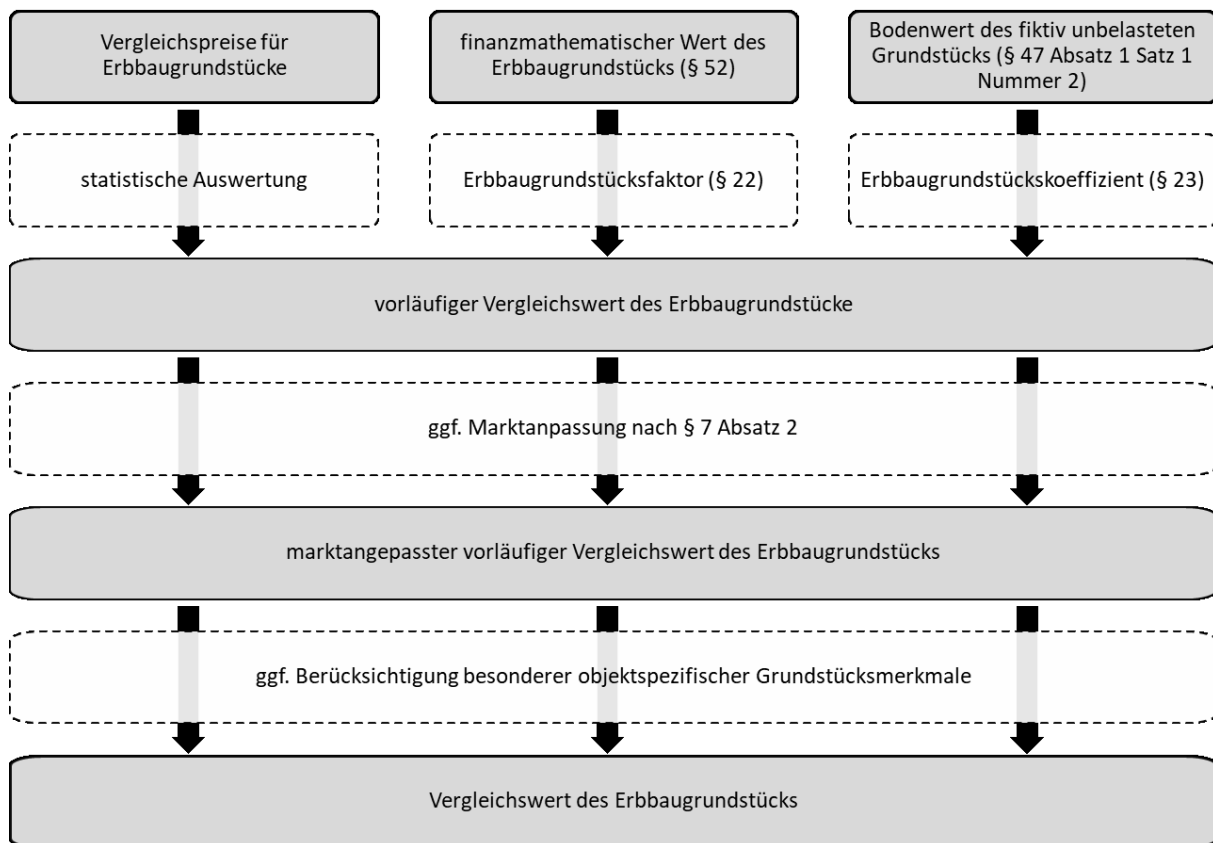 Vergleichspreise für
Erbbaugrundstücke
finanzmathematischer Wert des
Erbbaugrundstücks (§ 52)
Bodenwert des fiktiv unbelasteten
Grundstücks (§ 47 Absatz 1 Satz 1
Nummer 2)
statistische Auswertung
Erbbaugrundstücksfaktor (§ 22)
Erbbaugrundstückskoeffizient (§ 23)
vorläufiger Vergleichswert des Erbbaugrundstücke
ggf. Marktanpassung nach § 7 Absatz 2
marktangepasster vorläufiger Vergleichswert des Erbbaugrundstücks
ggf. Berücksichtigung besonderer objektspezifischer Grundstücksmerkmale
Vergleichswert des Erbbaugrundstücks